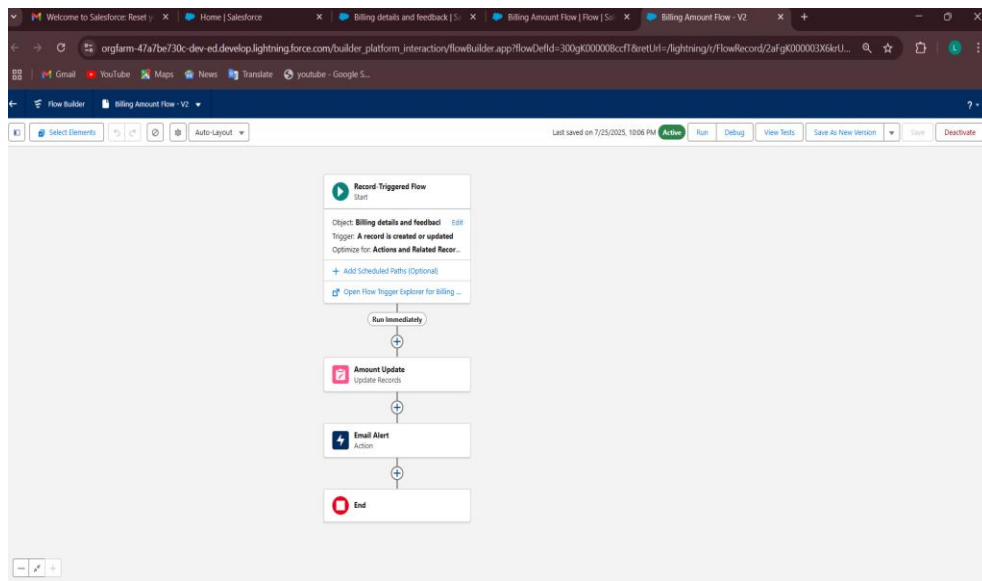 Welcome to Salesforce: Reset y
Home | Salesforce
Billing details and feedback | Sa
Billing Amount Flow | Flow | Sal
Billing Amount Flow - V2
orgfarm-47a7be730c-dev-ed.develop.lightning.force.com/builder_platform_interaction/flowBuilder.app?flowDefId=300gK000008ccfT&retUrl=/lightning/r/FlowRecord/2aFgK000003X6krU...
L
Gmail
YouTube
Maps
News
Translate
youtube - Google S...
Flow Builder
Billing Amount Flow - V2
?
Select Elements
Auto-Layout
Last saved on 7/25/2025, 10:06 PM
Active
Run
Debug
View Tests
Save As New Version
Save
Deactivate
Record-Triggered Flow
Start
Object: Billing details and feedbacl Edit
Trigger: A record is created or updated
Optimize for: Actions and Related Recor...
+ Add Scheduled Paths (Optional)
Open Flow Trigger Explorer for Billing ...
Run Immediately
Amount Update
Update Records
Email Alert
Action
End